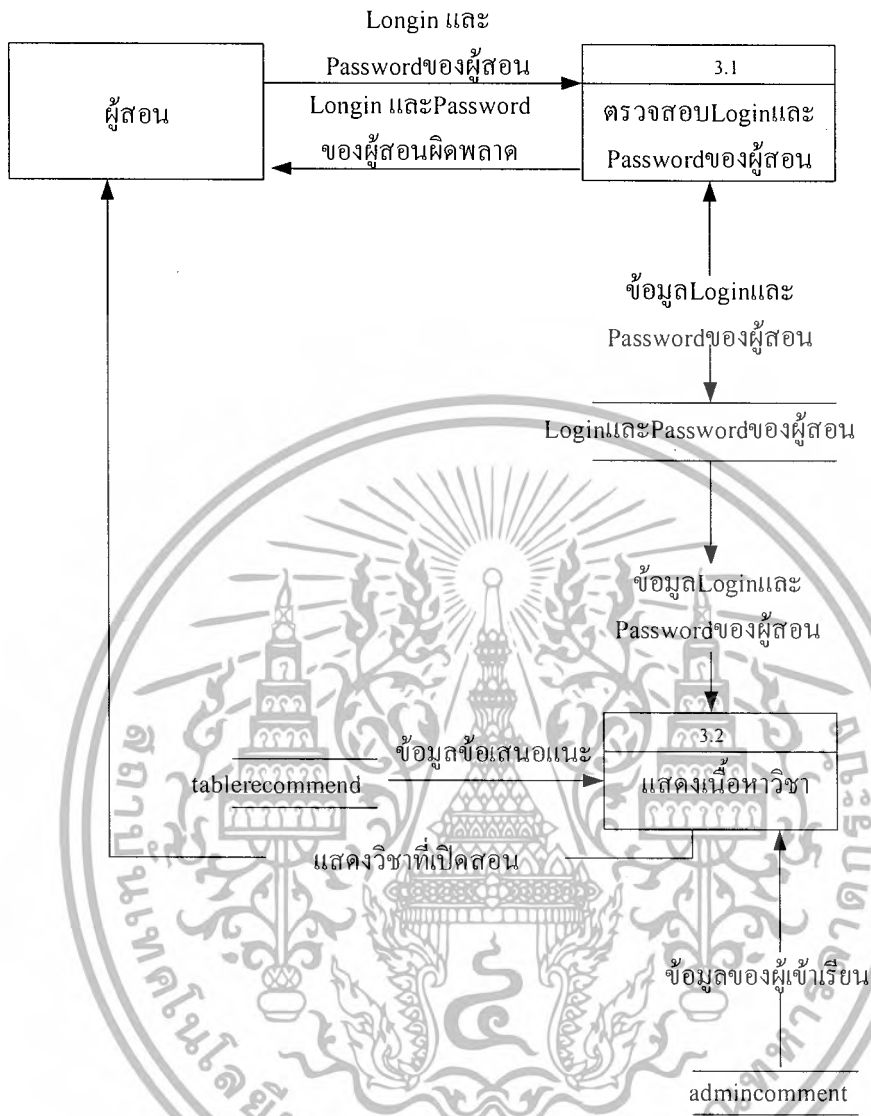 Longin และ
Passwordของผู้สอน
3.1
ผู้สอน
Longin และPassword
ของผู้สอนผิดพลาด
ตรวจสอบLoginและ
Passwordของผู้สอน
ข้อมูลLoginและ
Passwordของผู้สอน
LoginและPasswordของผู้สอน
ข้อมูลLoginและ
Passwordของผู้สอน
3.2
ข้อมูลข้อเสนอแนะ
tablerecommend
แสดงเนื้อหาวิชา
แสดงวิชาที่เปิดสอน
ข้อมูลของผู้เข้าเรียน
admincomment